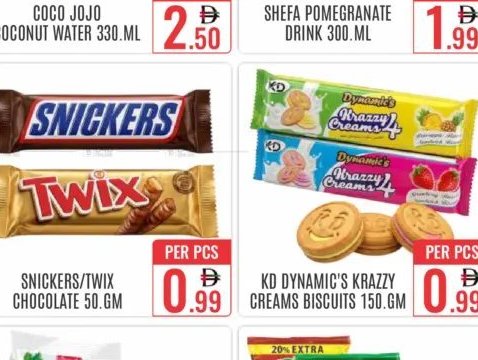 COCO JOJO
COCONUT WATER 330.ML
2.50
SHEFA POMEGRANATE
DRINK 300.ML
1.99
SNICKERS
TWIX
PER PCS
SNICKERS/TWIX
CHOCOLATE 50.GM
0.99
KD
Dynamic's
Krazzy
Creams 4
KD
Dynamic's
Krazzy
Creams 4
PER PCS
KD DYNAMIC'S KRAZZY
CREAMS BISCUITS 150.GM
0.99
20% EXTRA